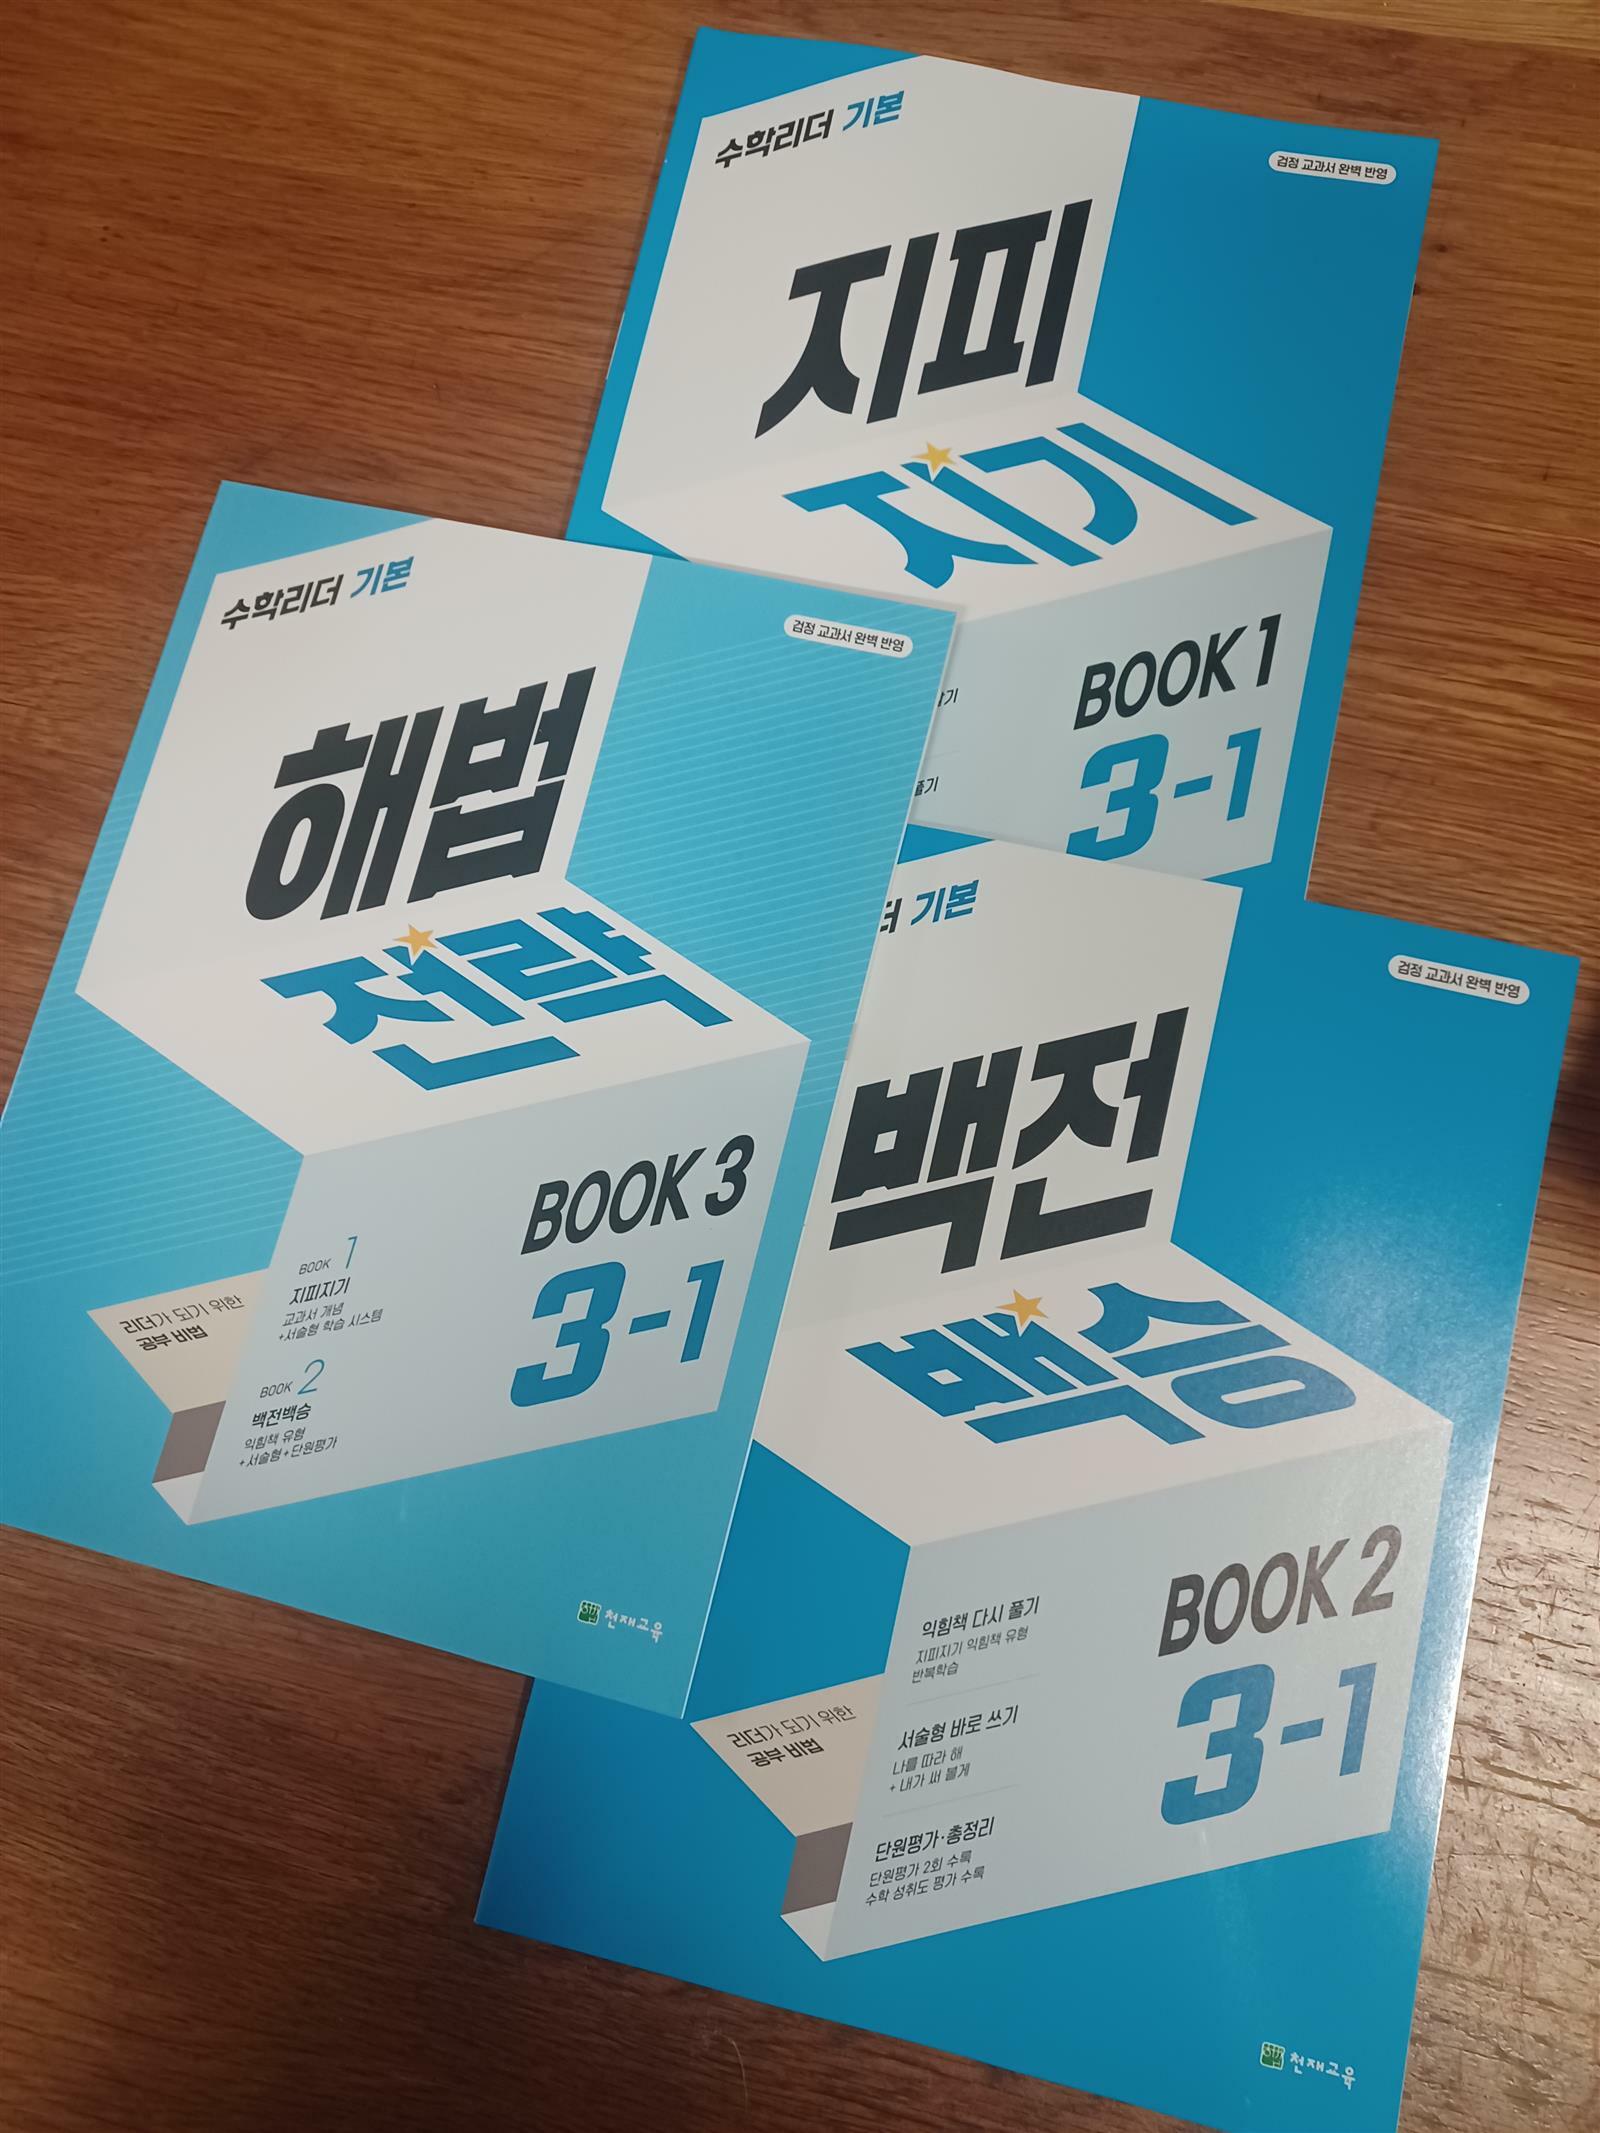 수학리더 기본
검정 교과서 완벽 반영
지피
지기
BOOK 1
3-1
풀기
수학리더 기본
검정 교과서 완벽 반영
해법
전략
BOOK 3
3-1
리더가 되기 위한
공부 비법
BOOK 1
지피지기
교과서 개념
+서술형 학습 시스템
BOOK 2
백전백승
익힘책 유형
+서술형+단원평가
천재교육
더 기본
검정 교과서 완벽 반영
백전
백승
BOOK 2
3-1
리더가 되기 위한
공부 비법
익힘책 다시 풀기
지피지기 익힘책 유형
반복학습
서술형 바로 쓰기
나를 따라 해
+ 내가 써 볼게
단원평가·총정리
단원평가 2회 수록
수학 성취도 평가 수록
천재교육